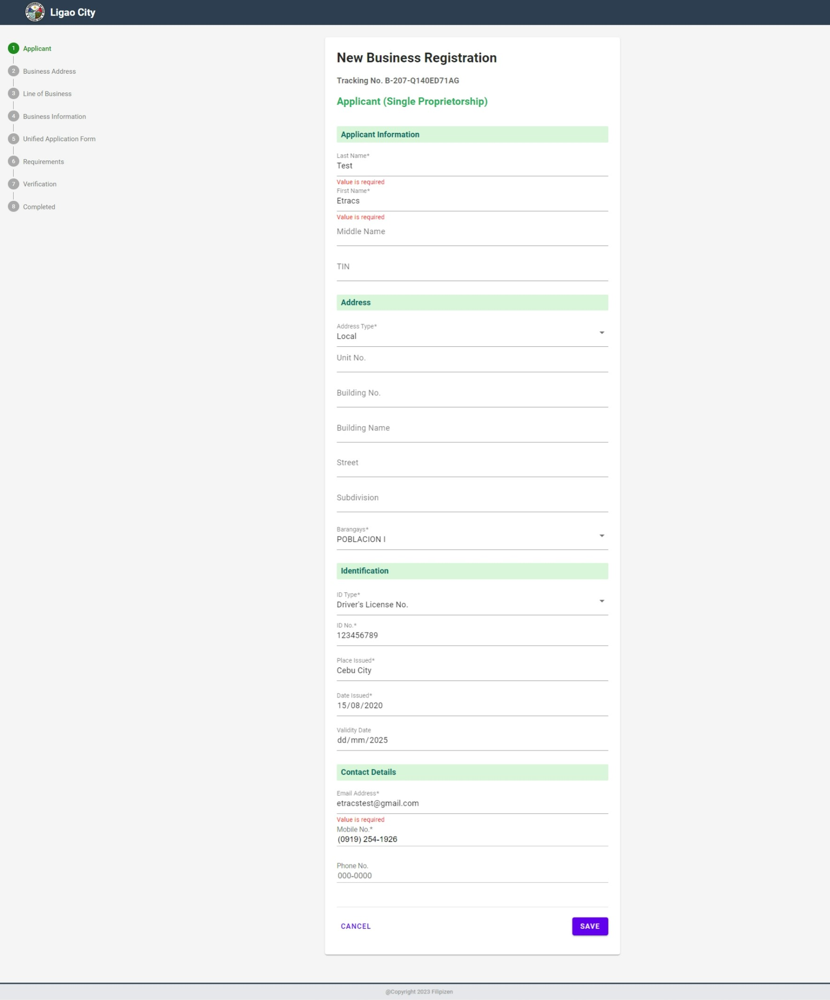 Ligao City
1 Applicant
2 Business Address
3 Line of Business
4 Business Information
5 Unified Application Form
6 Requirements
7 Verification
8 Completed
New Business Registration
Tracking No. B-207-Q140ED71AG
Applicant (Single Proprietorship)
Applicant Information
Last Name*
Test
Value is required
First Name*
Etracs
Value is required
Middle Name
TIN
Address
Address Type*
Local
Unit No.
Building No.
Building Name
Street
Subdivision
Barangays*
POBLACION I
Identification
ID Type*
Driver's License No.
ID No.*
123456789
Place Issued*
Cebu City
Date Issued*
15/08/2020
Validity Date
dd/mm/2025
Contact Details
Email Address*
etracstest@gmail.com
Value is required
Mobile No.*
(0919) 254-1926
Phone No.
000-0000
CANCEL
SAVE
@Copyright 2023 Filipizen